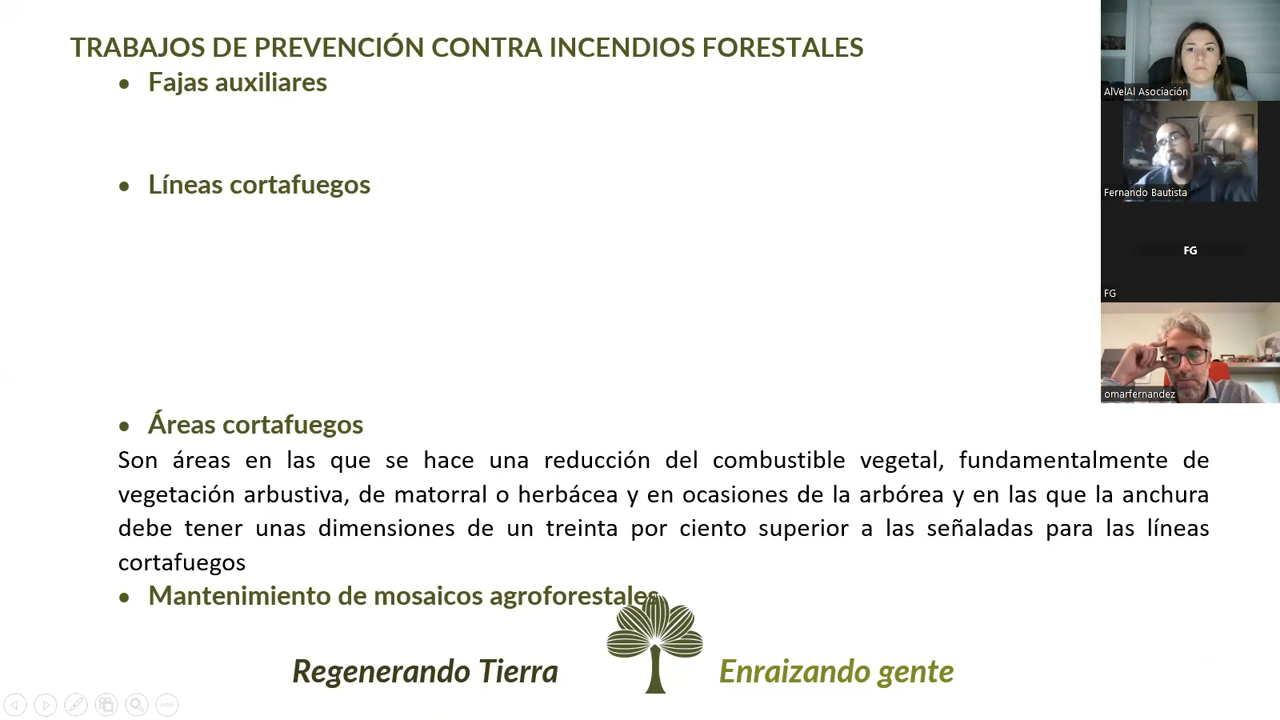 TRABAJOS DE PREVENCIÓN CONTRA INCENDIOS FORESTALES
• Fajas auxiliares
• Líneas cortafuegos
• Áreas cortafuegos
Son áreas en las que se hace una reducción del combustible vegetal, fundamentalmente de
vegetación arbustiva, de matorral o herbácea y en ocasiones de la arbórea y en las que la anchura
debe tener unas dimensiones de un treinta por ciento superior a las señaladas para las líneas
cortafuegos
• Mantenimiento de mosaicos agroforestales
Regenerando Tierra
Enraizando gente
AlVelAl Asociación
Fernando Bautista
FG
FG
omarfernandez